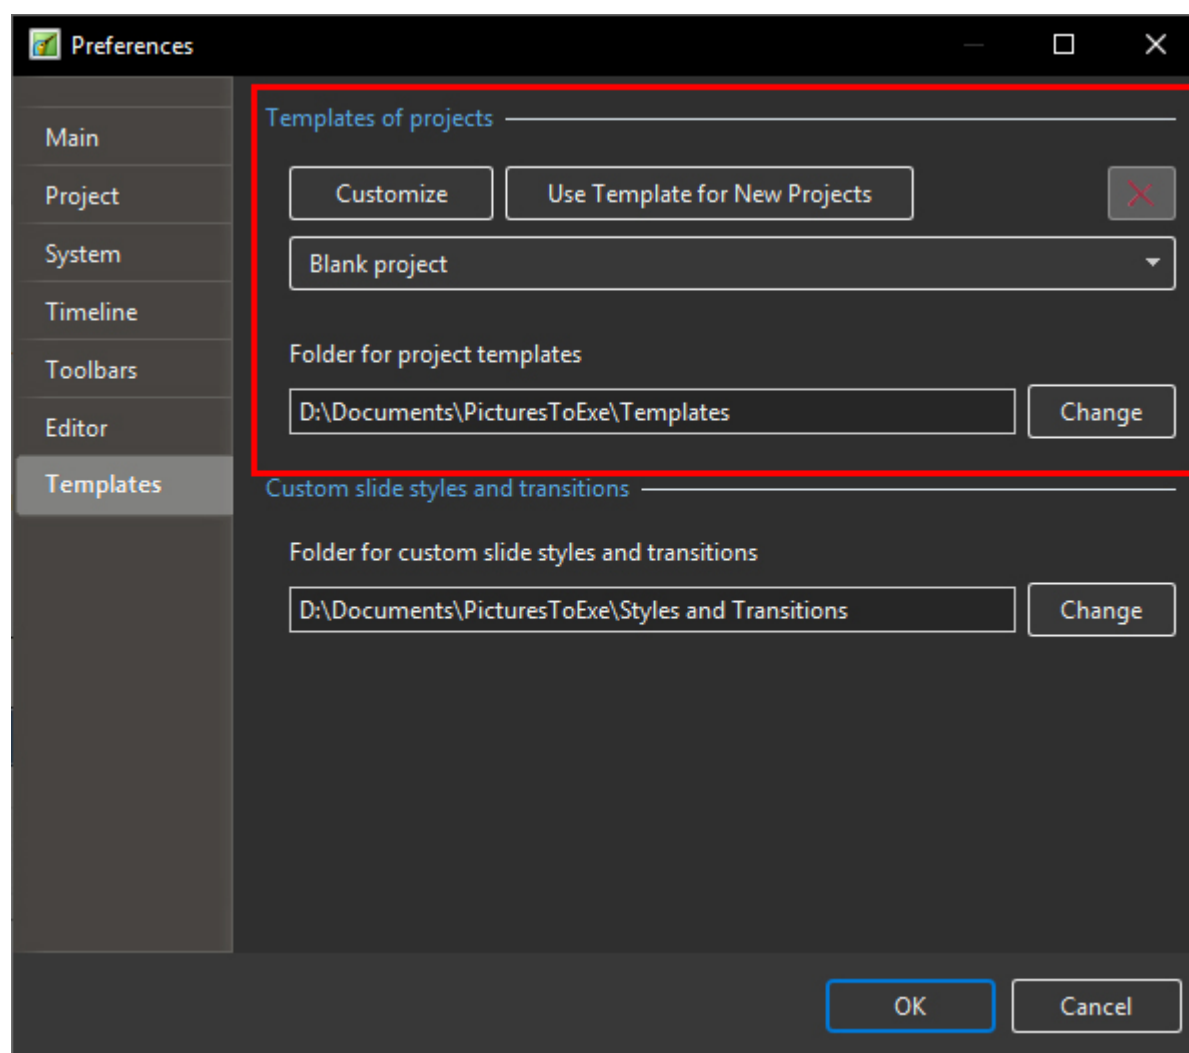 Preferences
Main
Project
System
Timeline
Toolbars
Editor
Templates
Templates of projects
Customize
Use Template for New Projects
Blank project
Folder for project templates
D:\Documents\PicturesToExe\Templates
Change
Custom slide styles and transitions
Folder for custom slide styles and transitions
D:\Documents\PicturesToExe\Styles and Transitions
Change
OK
Cancel